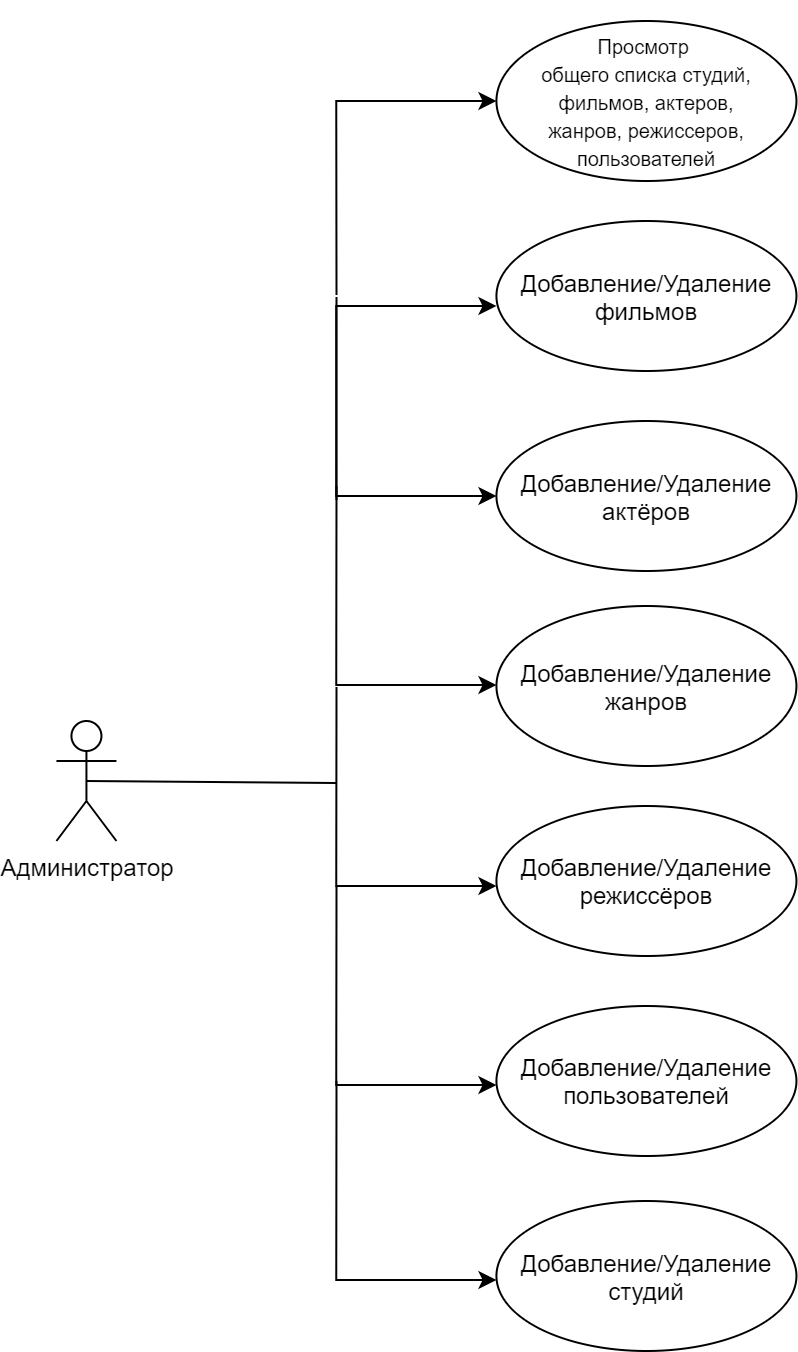 Просмотр
общего списка студий,
фильмов, актеров,
жанров, режиссеров,
пользователей
Добавление/Удаление
фильмов
Добавление/Удаление
актёров
Добавление/Удаление
жанров
Администратор
Добавление/Удаление
режиссёров
Добавление/Удаление
пользователей
Добавление/Удаление
студий